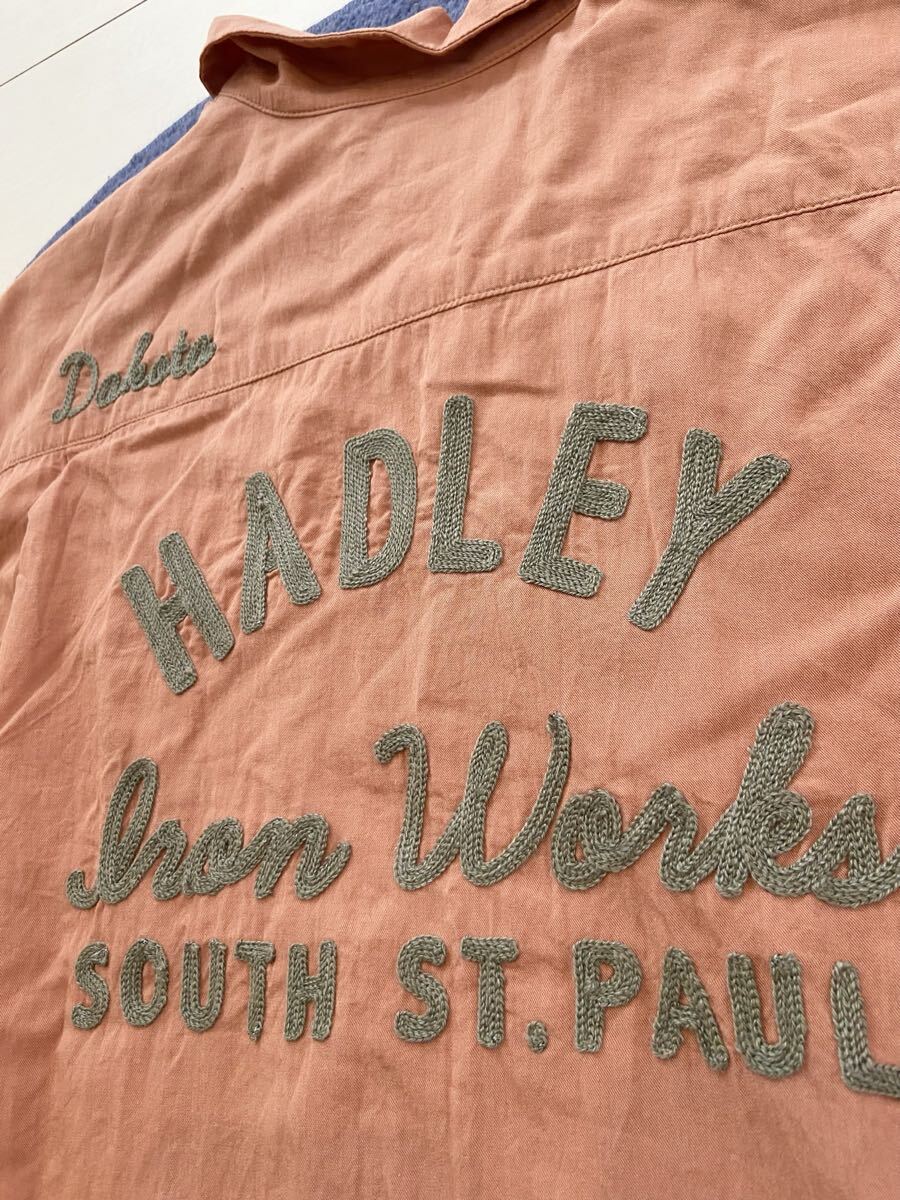 Dakota
HADLEY
Iron Works
SOUTH ST. PAUL